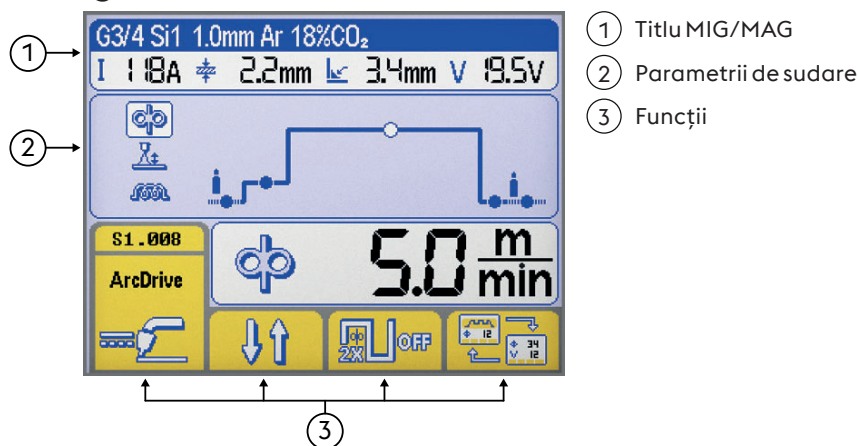 G3/4 Si1 1.0mm Ar 18%CO₂
I 118A 2.2mm 3.4mm V 19.5V
S1.008
ArcDrive
5.0 m/min
2X OFF
12
34
V 12
1 Titlu MIG/MAG
2 Parametrii de sudare
3 Funcții
1
2
3